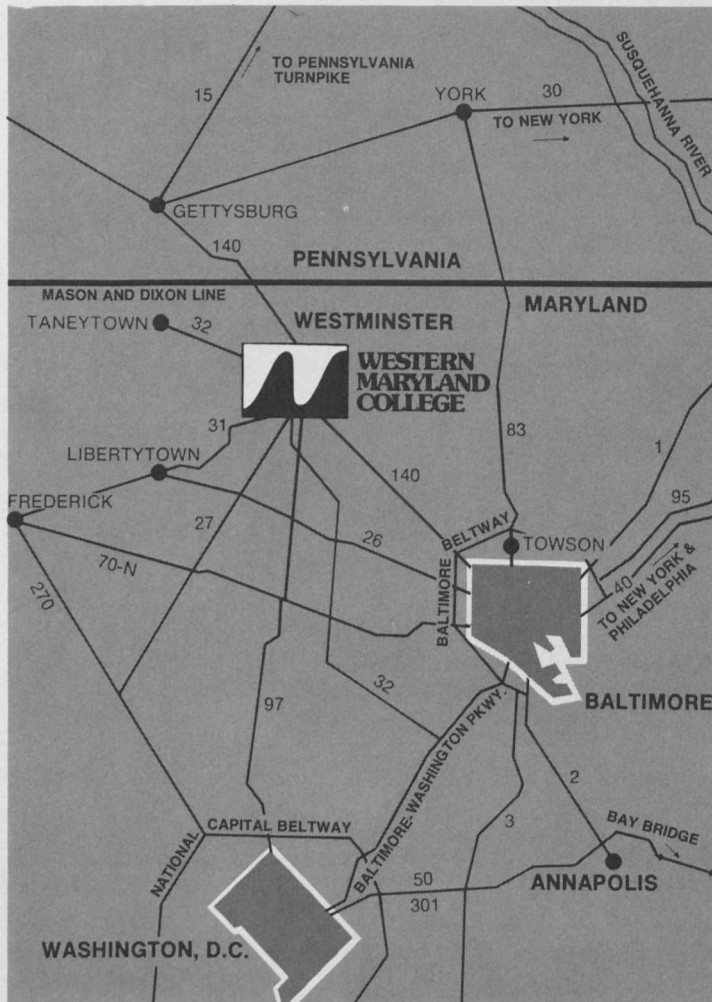 SUSQUEHANNA RIVER
TO PENNSYLVANIA
TURNPIKE
15
YORK
30
TO NEW YORK
GETTYSBURG
140
PENNSYLVANIA
MASON AND DIXON LINE
MARYLAND
TANEYTOWN
32
WESTMINSTER
WESTERN
MARYLAND
COLLEGE
31
83
1
LIBERTYTOWN
140
95
FREDERICK
27
26
BELTWAY
TOWSON
70-N
40
TO NEW YORK &
PHILADELPHIA
270
BALTIMORE
97
32
BALTIMORE
BALTIMORE-WASHINGTON PKWY.
2
3
CAPITAL BELTWAY
NATIONAL
BAY BRIDGE
50
301
ANNAPOLIS
WASHINGTON, D.C.